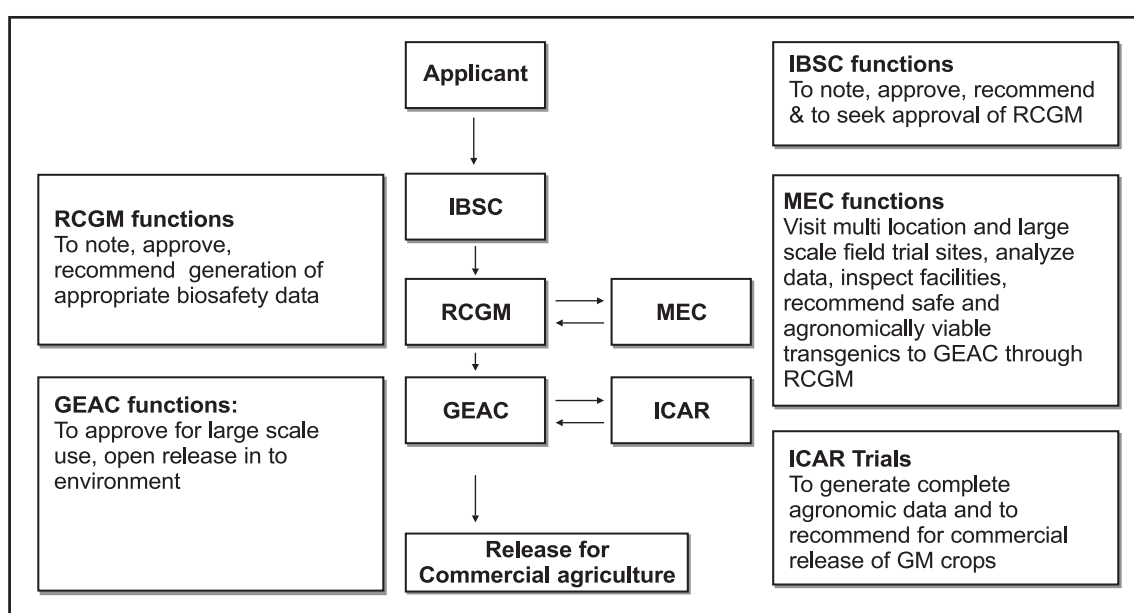 Applicant
IBSC functions
To note, approve, recommend
& to seek approval of RCGM
IBSC
RCGM functions
To note, approve,
recommend generation of
appropriate biosafety data
MEC functions
Visit multi location and large
scale field trial sites, analyze
data, inspect facilities,
recommend safe and
agronomically viable
transgenics to GEAC through
RCGM
RCGM
MEC
GEAC functions:
To approve for large scale
use, open release in to
environment
GEAC
ICAR
ICAR Trials
To generate complete
agronomic data and to
recommend for commercial
release of GM crops
Release for
Commercial agriculture